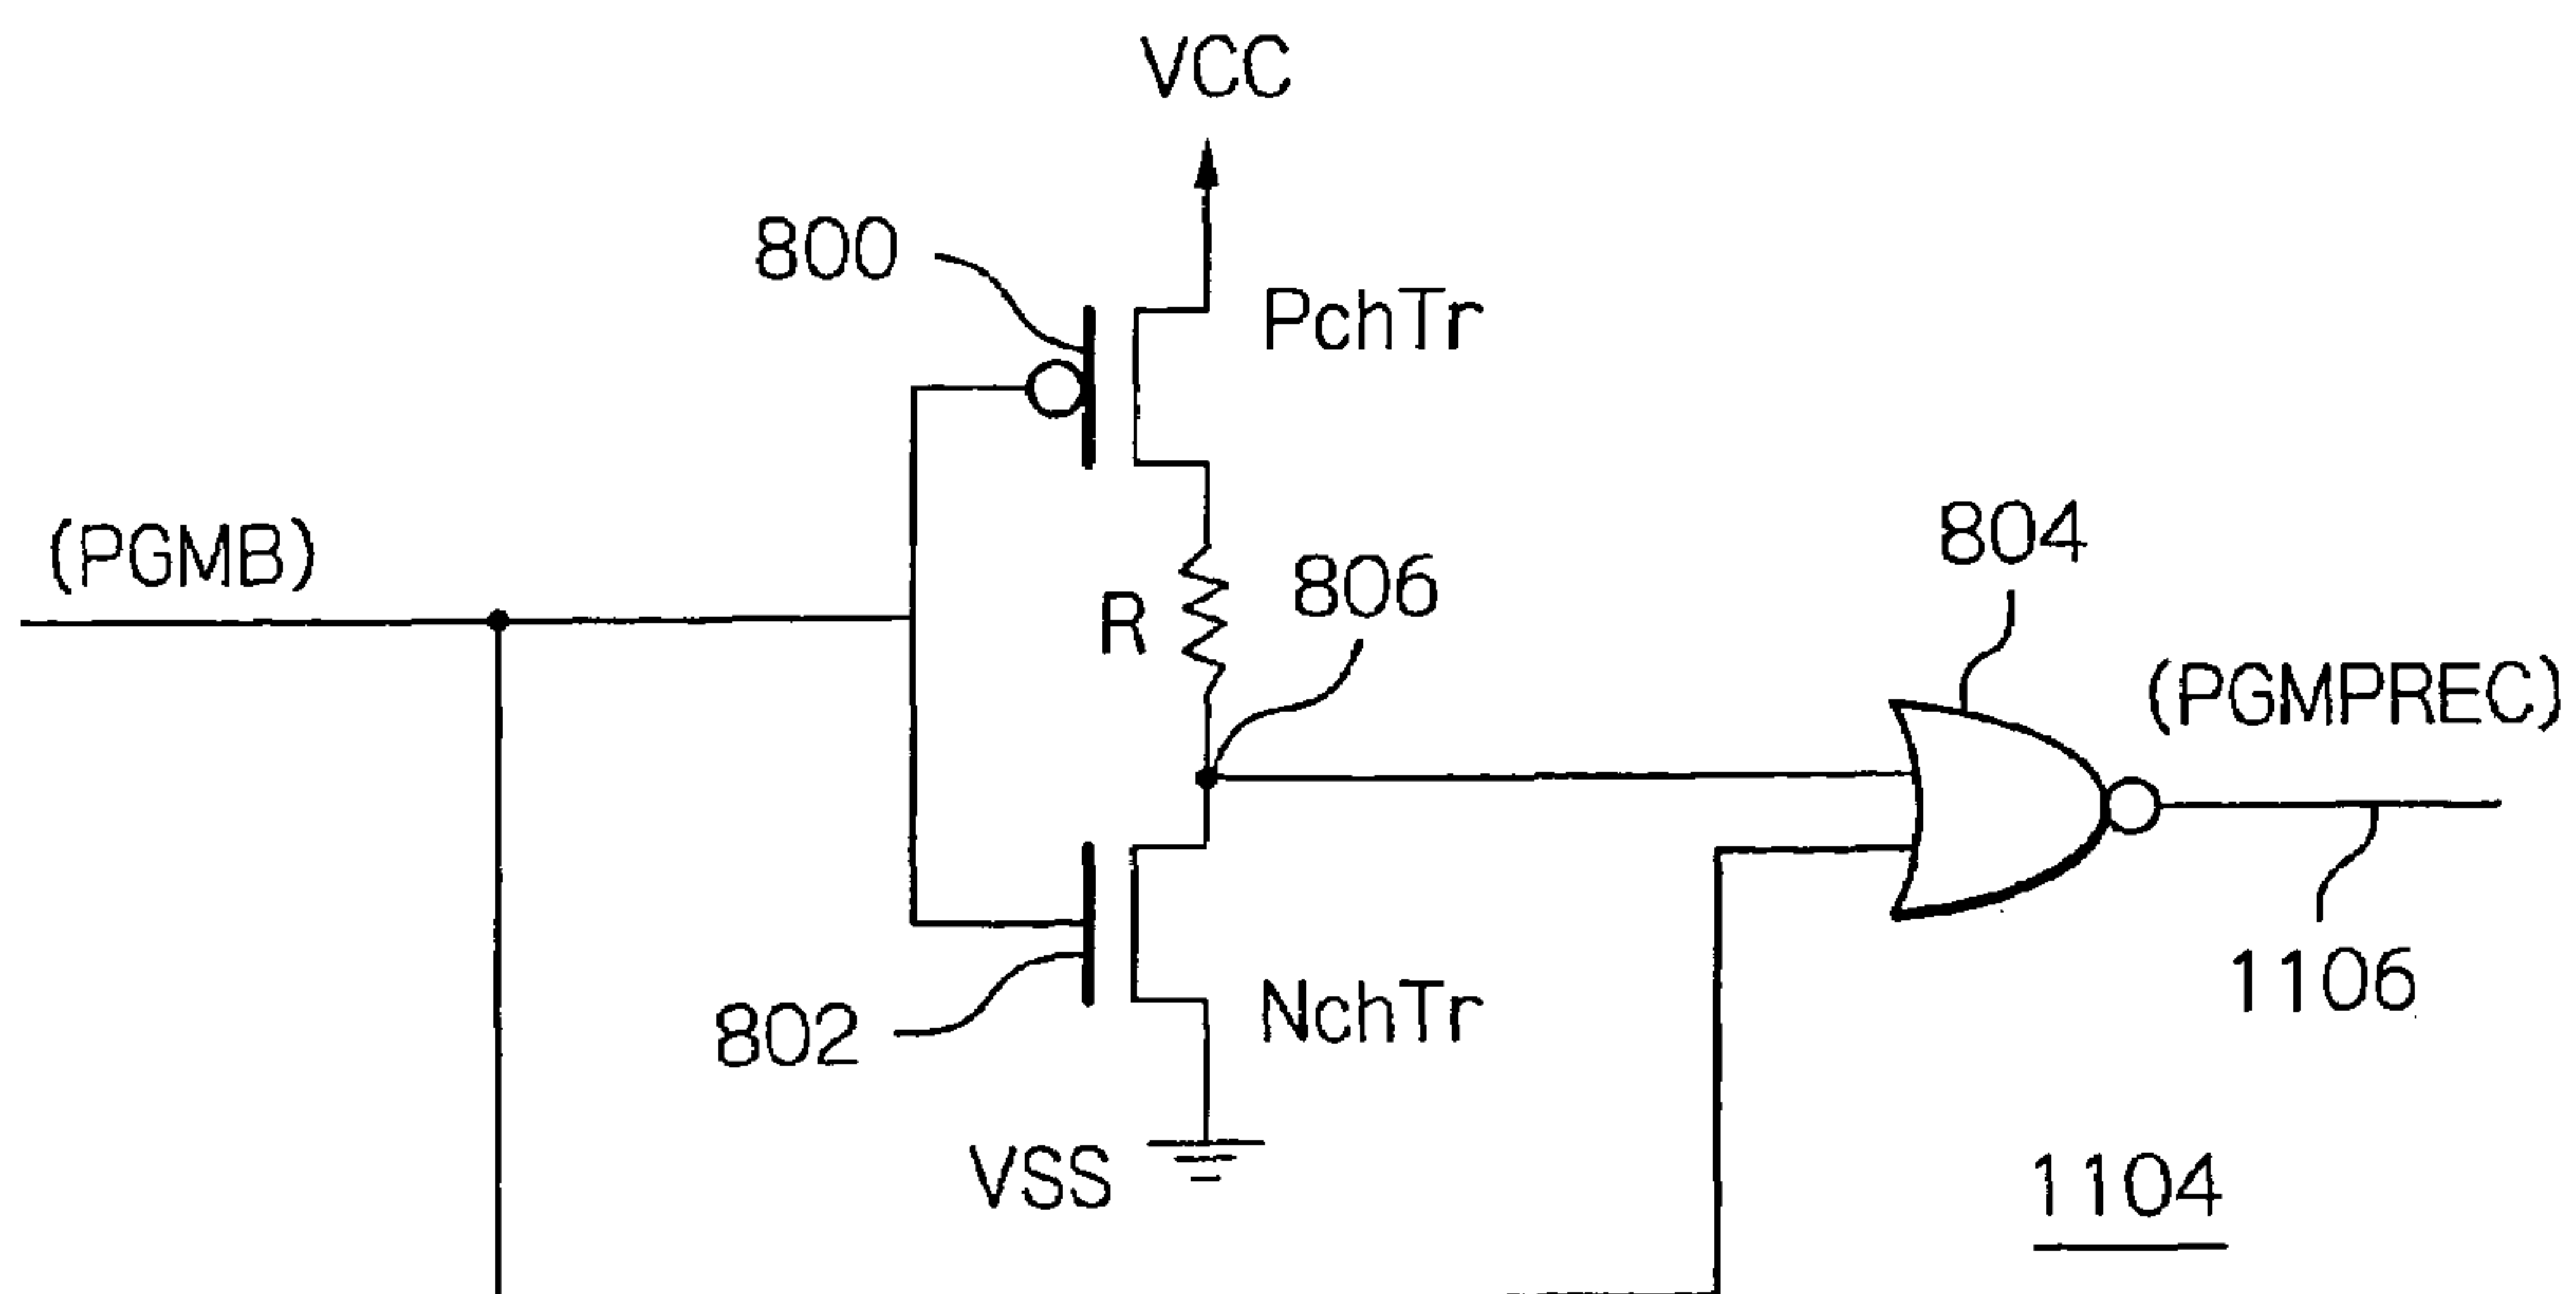 VCC
800
PchTr
(PGMB)
804
806
R
(PGMPREC)
1106
802
NchTr
VSS
1104